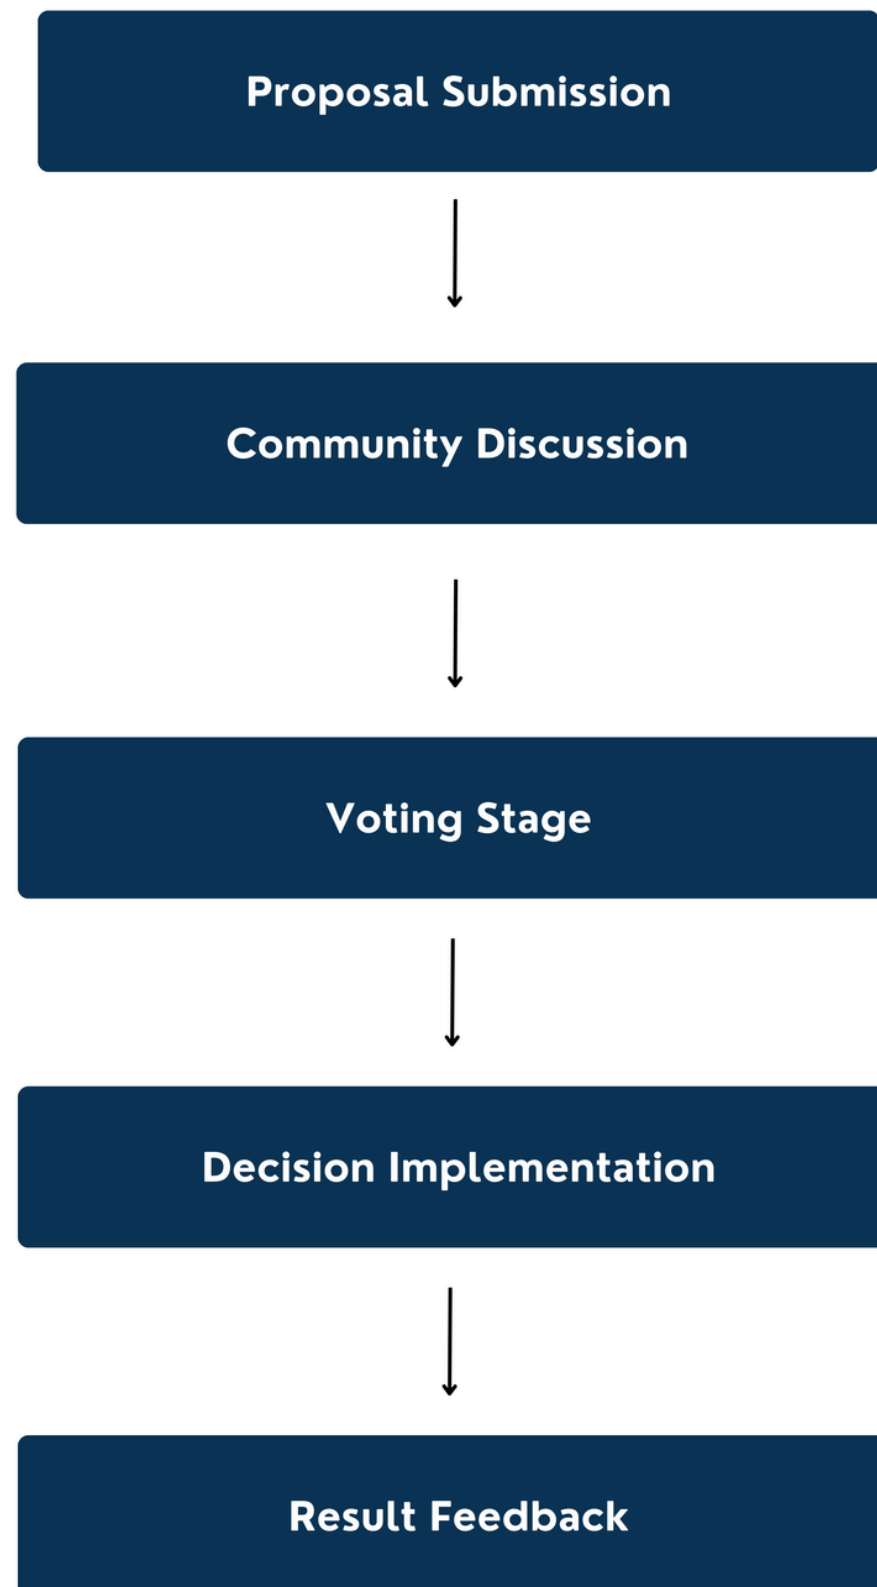 Proposal Submission
Community Discussion
Voting Stage
Decision Implementation
Result Feedback